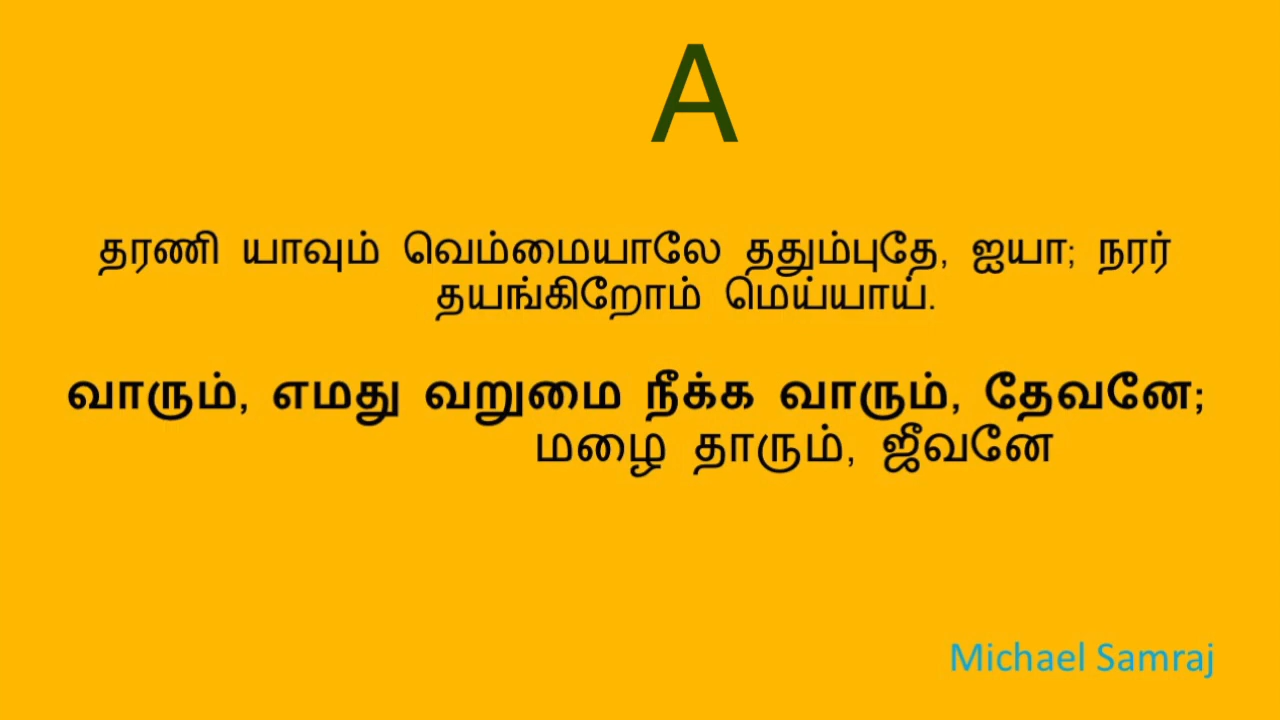 A
தரணி யாவும் வெம்மையாலே ததும்புதே, ஐயா; நரர்
தயங்கிறோம் மெய்யாய்.
வாரும், எமது வறுமை நீக்க வாரும், தேவனே;
மழை தாரும், ஜீவனே
Michael Samraj